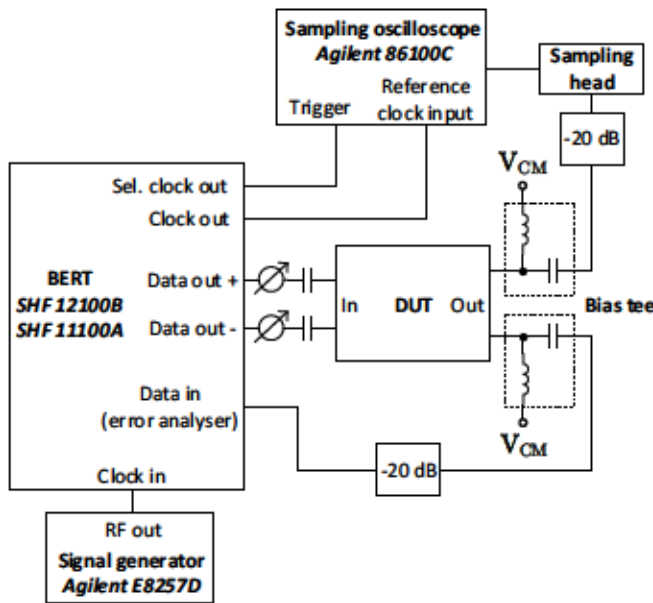 Sampling oscilloscope
Agilent 86100C
Reference
clock input
Trigger
Sampling
head
-20 dB
V_CM
Sel. clock out
Clock out
BERT
SHF 12100B
SHF 11100A
Data out +
Data out -
In
DUT
Out
Bias tee
Data in
(error analyser)
V_CM
-20 dB
Clock in
RF out
Signal generator
Agilent E8257D